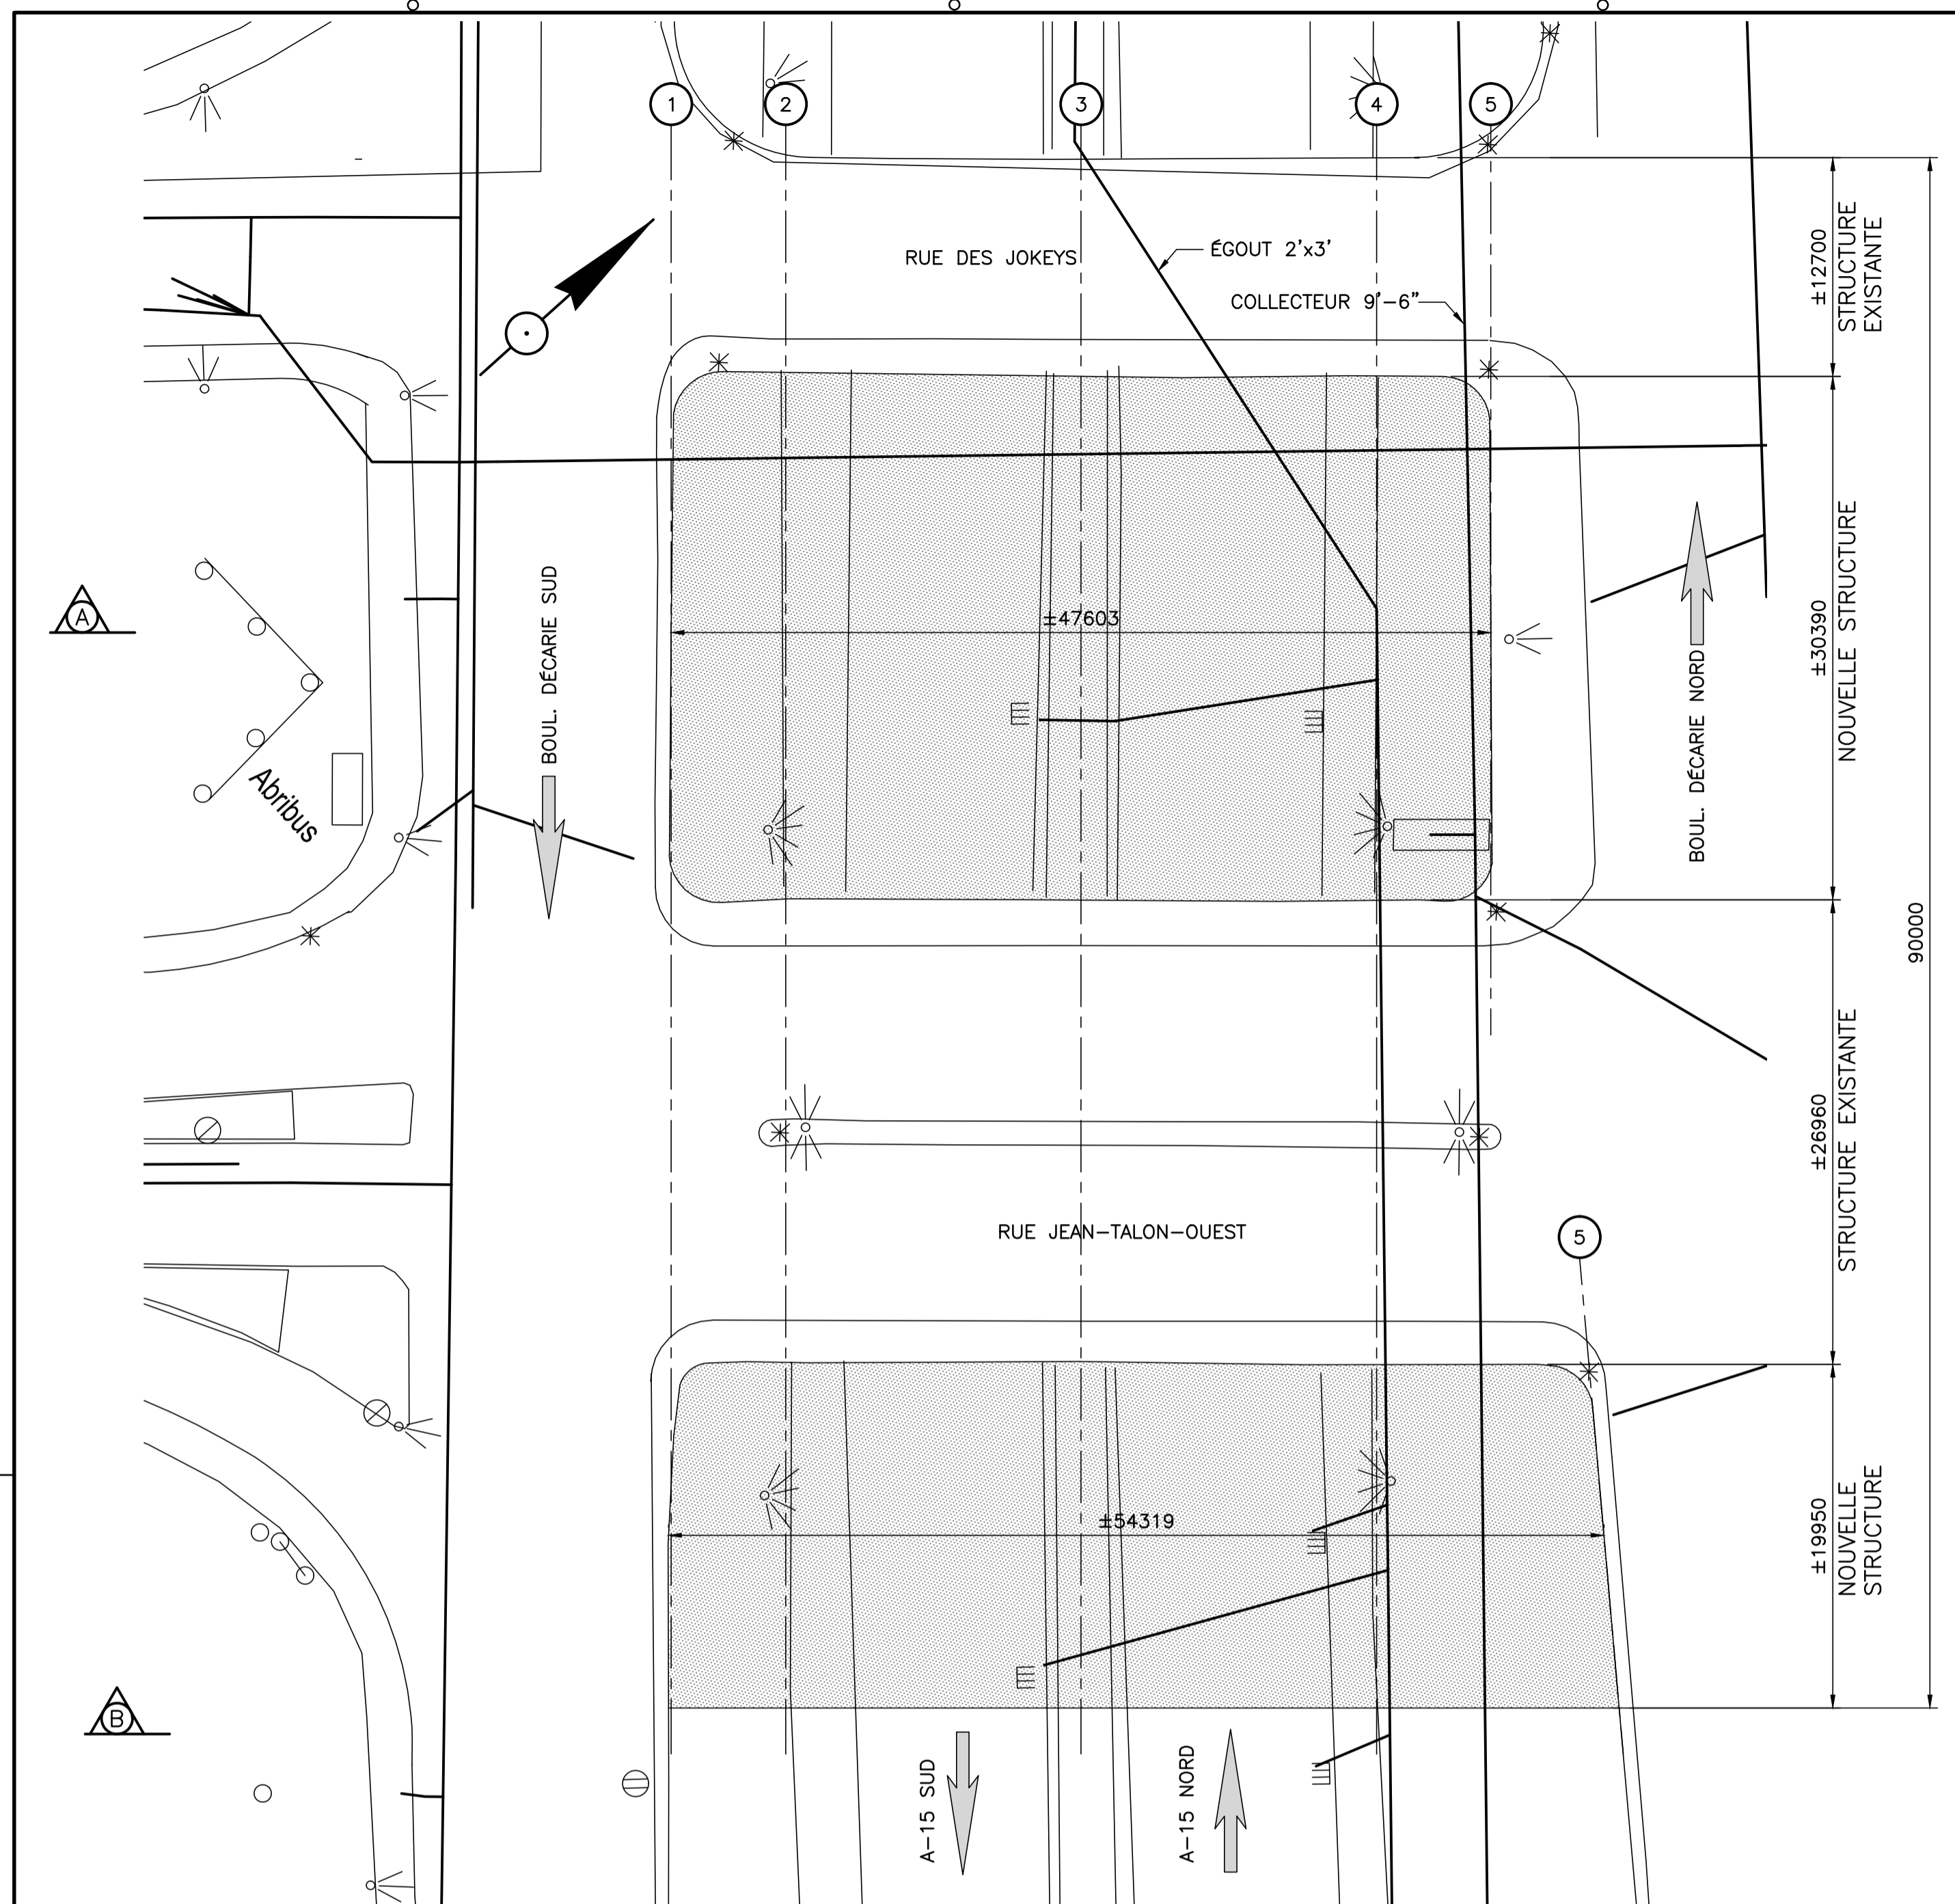 1
2
3
4
5
RUE DES JOKEYS
ÉGOUT 2'x3'
COLLECTEUR 9'-6"
±12700
STRUCTURE
EXISTANTE
A
BOUL. DÉCARIE SUD
±47603
BOUL. DÉCARIE NORD
±30390
NOUVELLE STRUCTURE
Abribus
90000
±26960
STRUCTURE EXISTANTE
RUE JEAN-TALON-OUEST
5
±54319
±19950
NOUVELLE
STRUCTURE
B
A-15 SUD
A-15 NORD